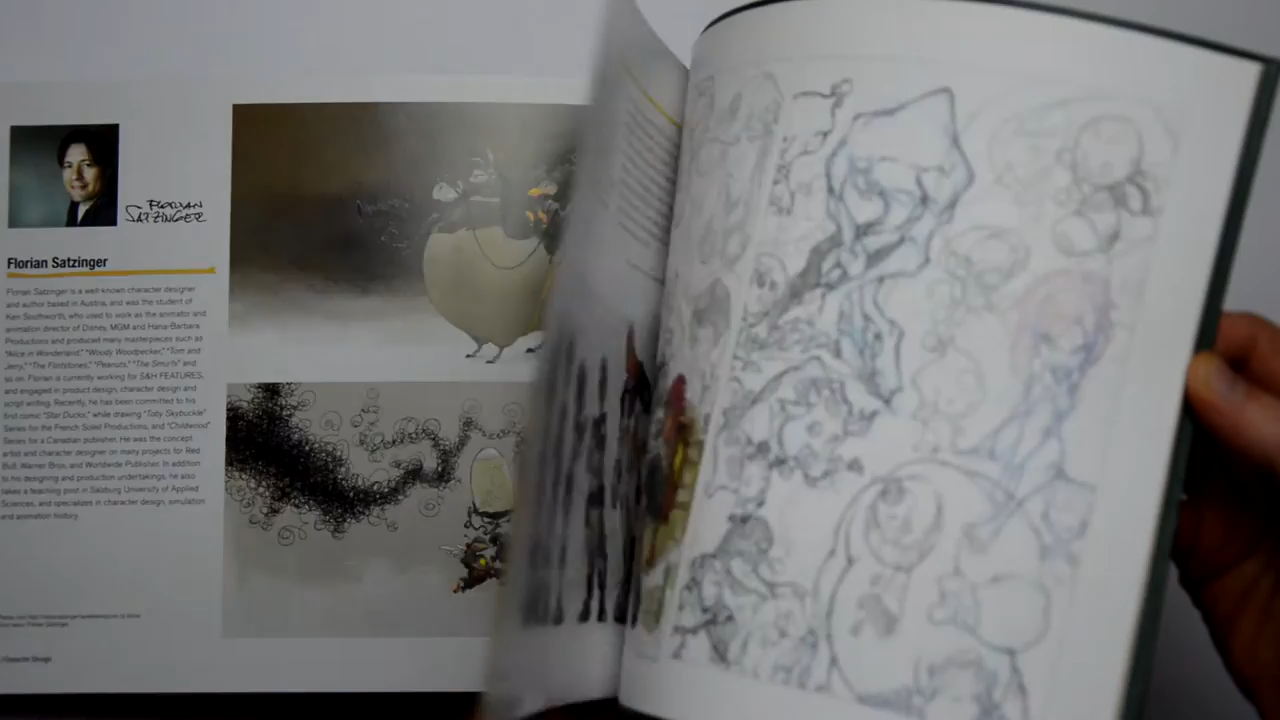 FLORIAN
SATZINGER
Florian Satzinger
Florian Satzinger is a well-known character designer
and author based in Austria, and was the student of
Ken Southworth, who used to work as the animator and
animation director of Disney, MGM and Hana-Barbara
Productions and produced many masterpieces such as
"Alice in Wonderland," "Woody Woodpecker," "Tom and
Jerry," "The Flintstones," "Peanuts," "The Smurfs" and
so on. Florian is currently working for S&H FEATURES,
and engaged in product design, character design and
script writing. Recently, he has been committed to his
first comic "Star Ducks," while drawing "Toby Skybuckle"
Series for the French Soleil Productions, and "Childwood"
Series for a Canadian publisher. He was the concept
artist and character designer on many projects for Red
Bull, Warner Bros, and Worldwide Publisher. In addition
to his designing and production undertakings, he also
takes a teaching post in Salzburg University of Applied
Sciences, and specializes in character design, simulation
and animation history.